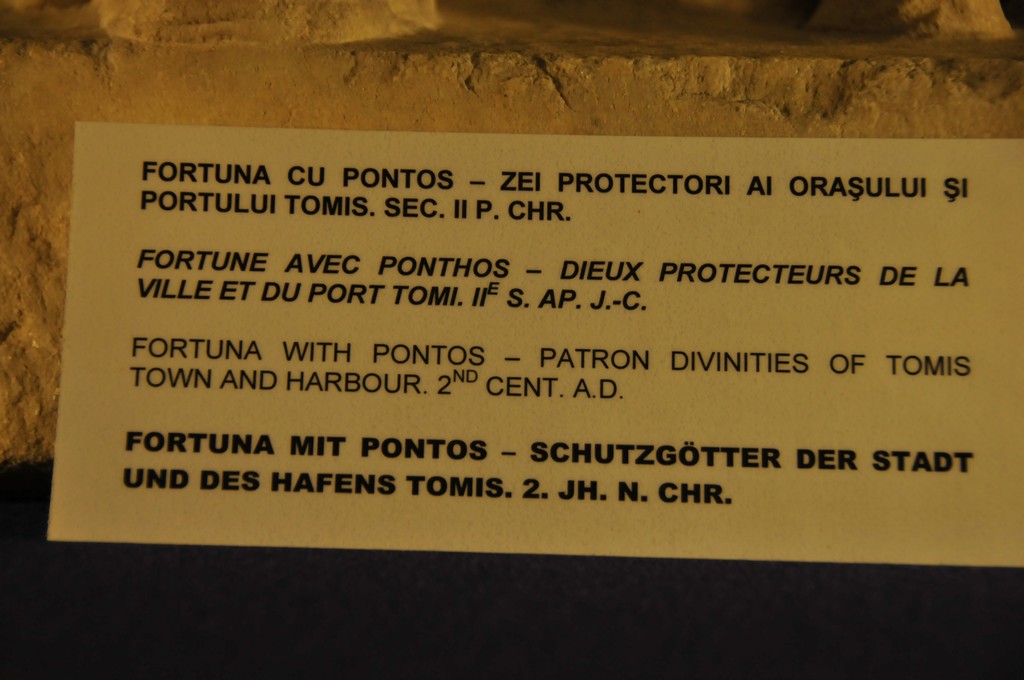 FORTUNA CU PONTOS – ZEI PROTECTORI AI ORAŞULUI ŞI
PORTULUI TOMIS. SEC. II P. CHR.
FORTUNE AVEC PONTHOS – DIEUX PROTECTEURS DE LA
VILLE ET DU PORT TOMI. IIᴱ S. AP. J.-C.
FORTUNA WITH PONTOS – PATRON DIVINITIES OF TOMIS
TOWN AND HARBOUR. 2ᴺᴰ CENT. A.D.
FORTUNA MIT PONTOS – SCHUTZGÖTTER DER STADT
UND DES HAFENS TOMIS. 2. JH. N. CHR.